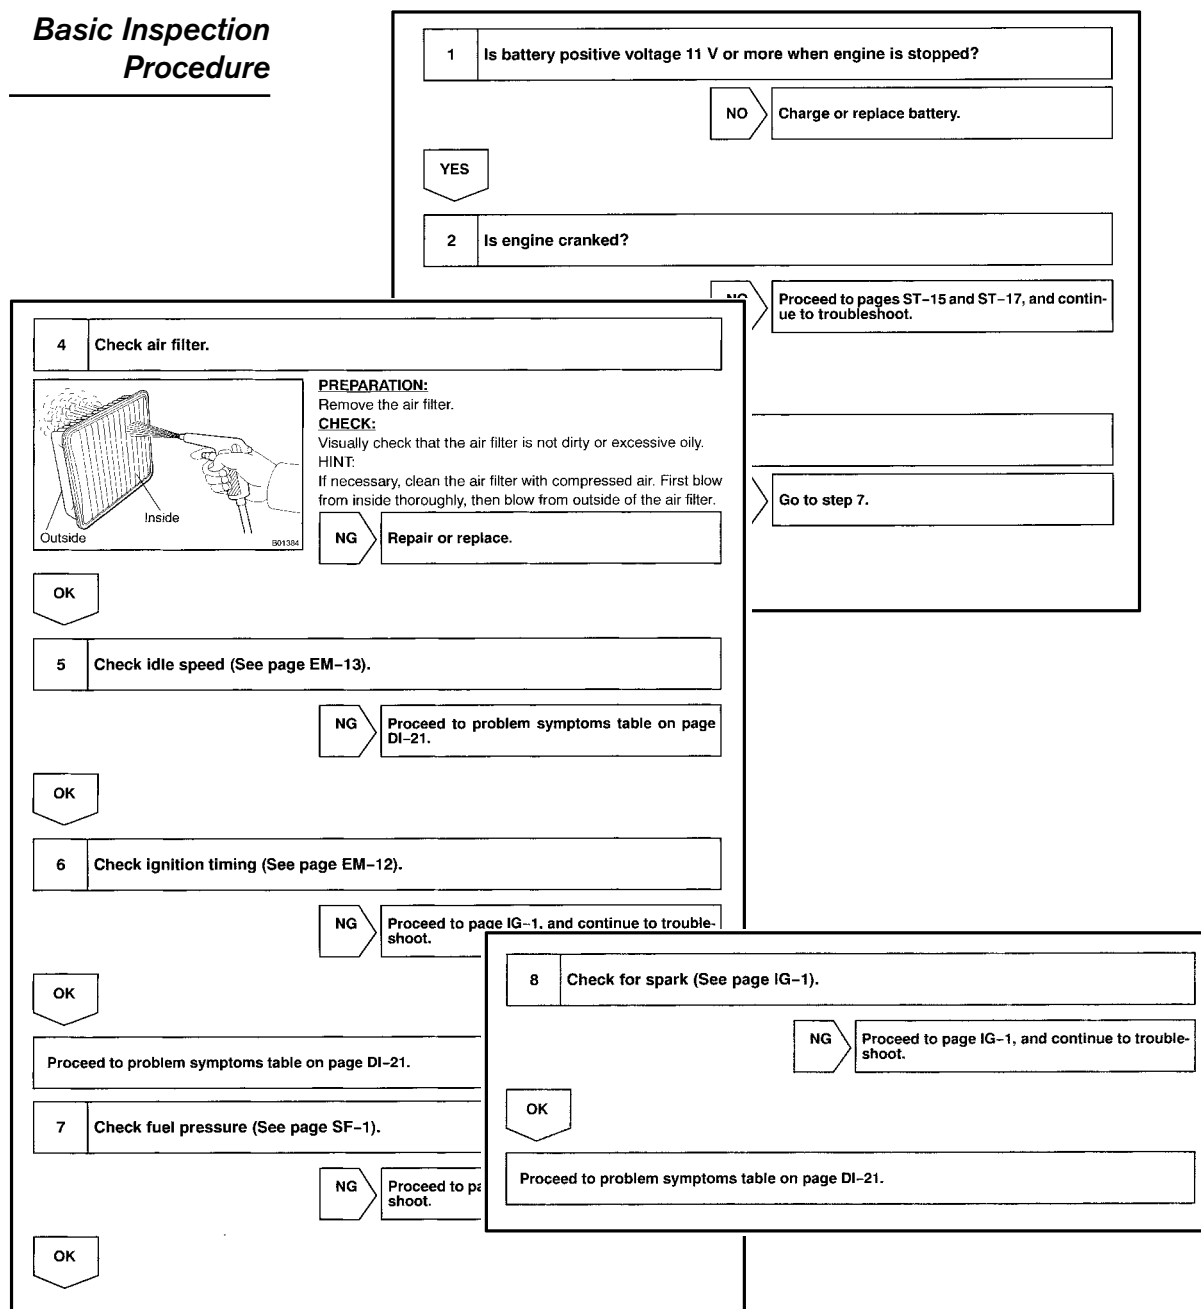 Basic Inspection
Procedure
1 Is battery positive voltage 11 V or more when engine is stopped?
NO Charge or replace battery.
YES
2 Is engine cranked?
Proceed to pages ST–15 and ST–17, and contin-
ue to troubleshoot.
Go to step 7.
4 Check air filter.
PREPARATION:
Remove the air filter.
CHECK:
Visually check that the air filter is not dirty or excessive oily.
HINT:
If necessary, clean the air filter with compressed air. First blow
from inside thoroughly, then blow from outside of the air filter.
Inside
Outside
B01384
NG Repair or replace.
OK
5 Check idle speed (See page EM–13).
NG Proceed to problem symptoms table on page
DI–21.
OK
6 Check ignition timing (See page EM–12).
NG Proceed to page IG–1, and continue to trouble-
shoot.
OK
Proceed to problem symptoms table on page DI–21.
7 Check fuel pressure (See page SF–1).
NG Proceed to
shoot.
OK
8 Check for spark (See page IG–1).
NG Proceed to page IG–1, and continue to trouble-
shoot.
OK
Proceed to problem symptoms table on page DI–21.